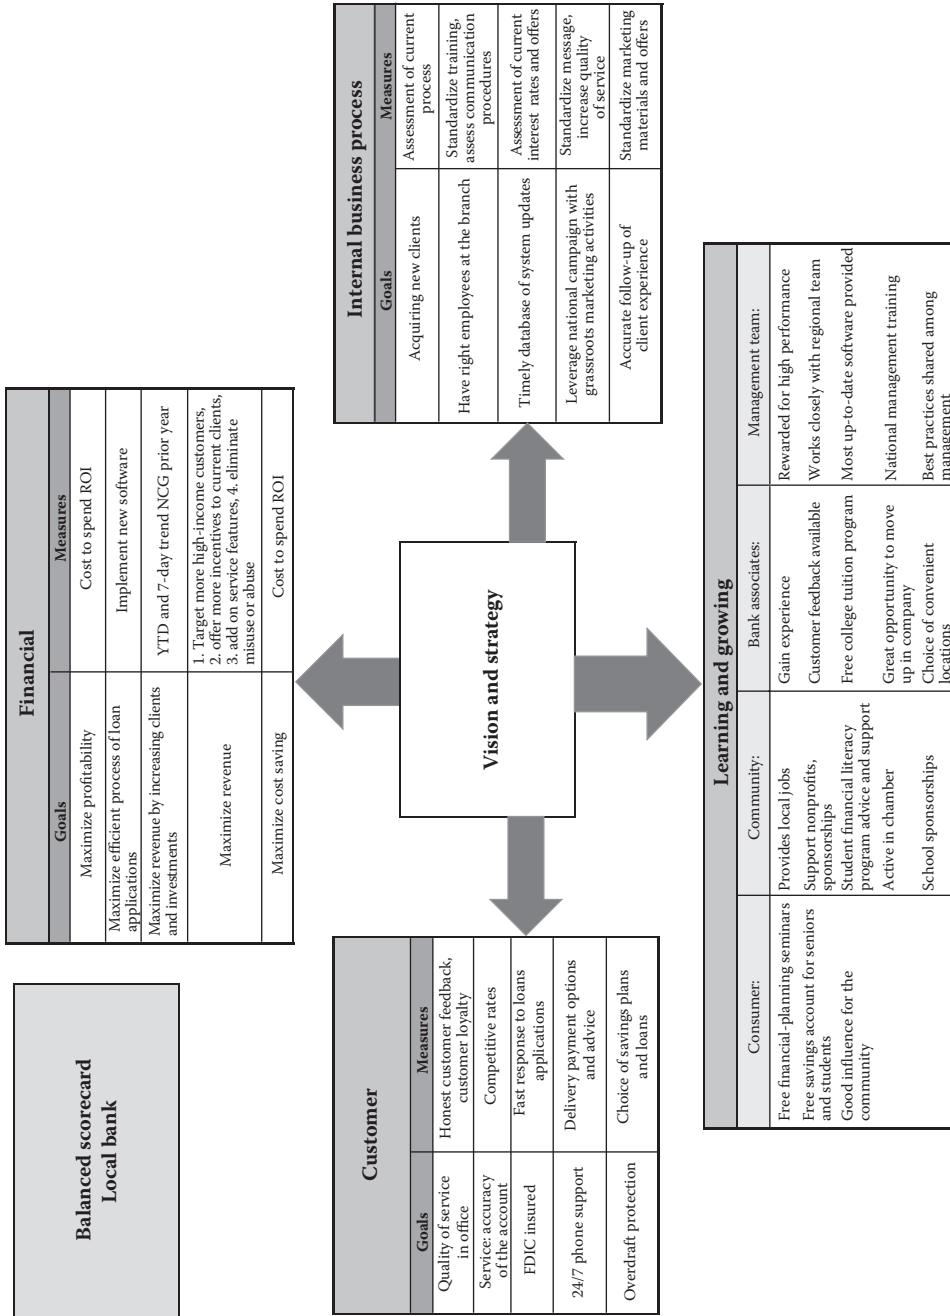 Balanced scorecard
Local bank
Financial
Goals
Measures
Maximize profitability
Cost to spend ROI
Maximize efficient process of loan
applications
Implement new software
Maximize revenue by increasing clients
and investments
YTD and 7-day trend NCG prior year
Maximize revenue
1. Target more high-income customers,
2. offer more incentives to current clients,
3. add on service features, 4. eliminate
misuse or abuse
Maximize cost saving
Cost to spend ROI
Customer
Goals
Measures
Quality of service
in office
Honest customer feedback,
customer loyalty
Service: accuracy
of the account
Competitive rates
FDIC insured
Fast response to loans
applications
24/7 phone support
Delivery payment options
and advice
Overdraft protection
Choice of savings plans
and loans
Vision and strategy
Internal business process
Goals
Measures
Acquiring new clients
Assessment of current
process
Have right employees at the branch
Standardize training,
assess communication
procedures
Timely database of system updates
Assessment of current
interest rates and offers
Leverage national campaign with
grassroots marketing activities
Standardize message,
increase quality
of service
Accurate follow-up of
client experience
Standardize marketing
materials and offers
Learning and growing
Consumer:
Community:
Bank associates:
Management team:
Free financial-planning seminars
Provides local jobs
Gain experience
Rewarded for high performance
Free savings account for seniors
and students
Support nonprofits,
sponsorships
Customer feedback available
Works closely with regional team
Good influence for the
community
Student financial literacy
program advice and support
Free college tuition program
Most up-to-date software provided
Active in chamber
Great opportunity to move
up in company
National management training
School sponsorships
Choice of convenient
locations
Best practices shared among
management